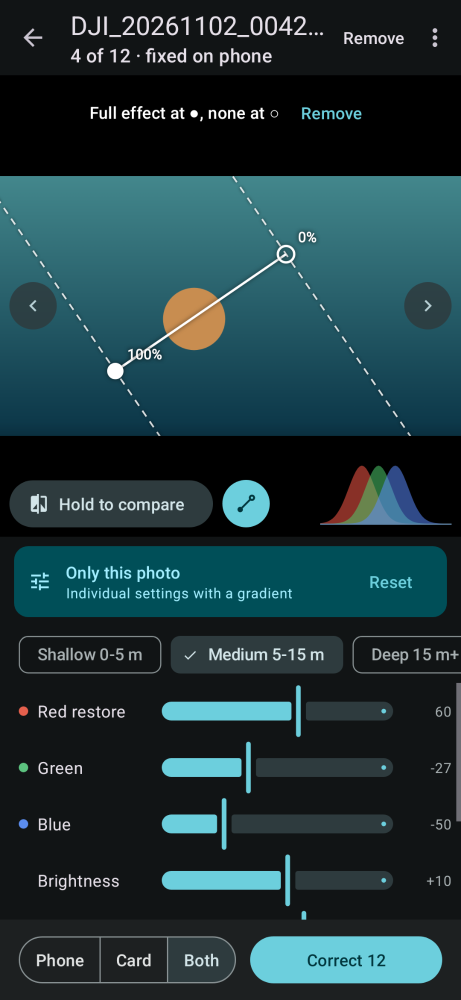 DJI_20261102_0042...
Remove
4 of 12 · fixed on phone
Full effect at ●, none at ○ Remove
0%
100%
Hold to compare
Only this photo
Individual settings with a gradient
Reset
Shallow 0-5 m
Medium 5-15 m
Deep 15 m+
Red restore 60
Green -27
Blue -50
Brightness +10
Phone
Card
Both
Correct 12